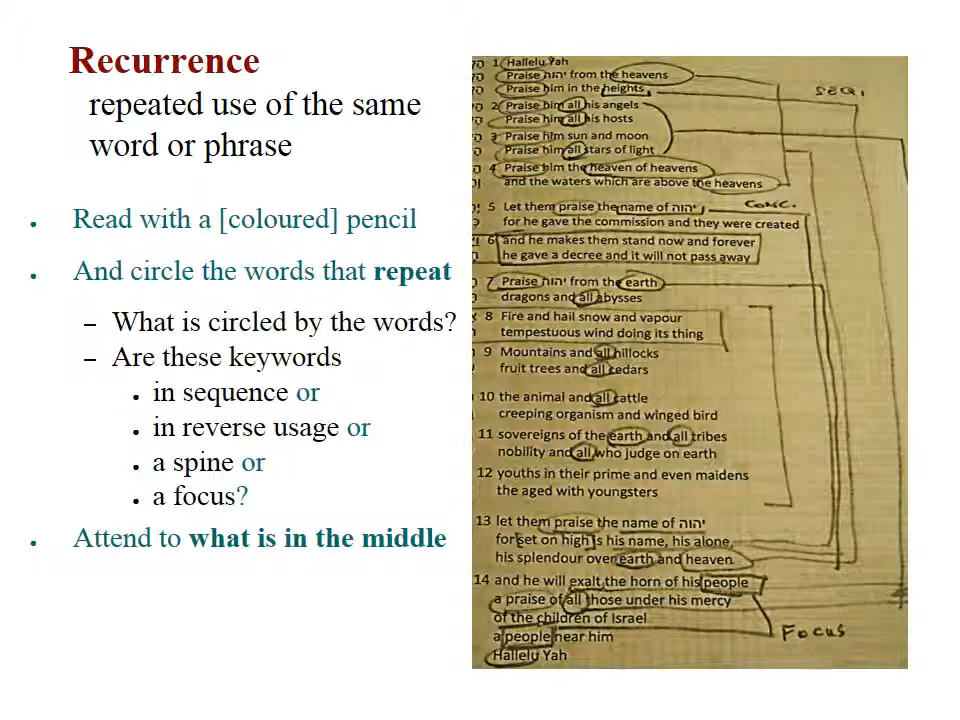 Recurrence
repeated use of the same
word or phrase
Read with a [coloured] pencil
And circle the words that repeat
– What is circled by the words?
– Are these keywords
in sequence or
in reverse usage or
a spine or
a focus?
Attend to what is in the middle
1 Hallelu Yah
Praise יהוה from the heavens
Praise him in the heights
2 Praise him all his angels
Praise him all his hosts
3 Praise him sun and moon
Praise him all stars of light
4 Praise him the heaven of heavens
and the waters which are above the heavens
5 Let them praise the name of יהוה
for he gave the commission and they were created
6 and he makes them stand now and forever
he gave a decree and it will not pass away
7 Praise יהוה from the earth
dragons and all abysses
8 Fire and hail snow and vapour
tempestuous wind doing its thing
9 Mountains and all hillocks
fruit trees and all cedars
10 the animal and all cattle
creeping organism and winged bird
11 sovereigns of the earth and all tribes
nobility and all who judge on earth
12 youths in their prime and even maidens
the aged with youngsters
13 let them praise the name of יהוה
for set on high is his name, his alone,
his splendour over earth and heaven
14 and he will exalt the horn of his people
a praise of all those under his mercy
of the children of Israel
a people near him
Hallelu Yah
SEQ.
CONC.
FOCUS